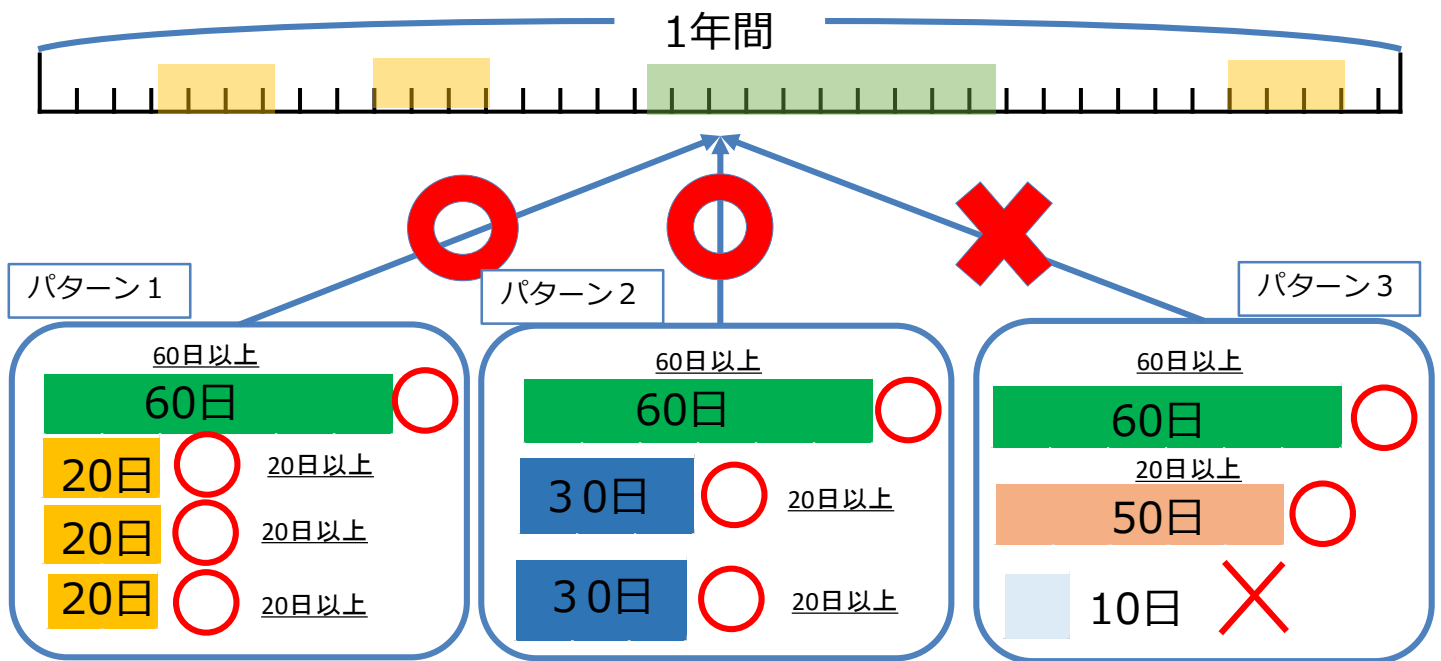 1年間
パターン１
60日以上
60日
20日
20日以上
20日
20日以上
20日
20日以上
パターン２
60日以上
60日
３０日
20日以上
３０日
20日以上
パターン３
60日以上
60日
20日以上
50日
10日